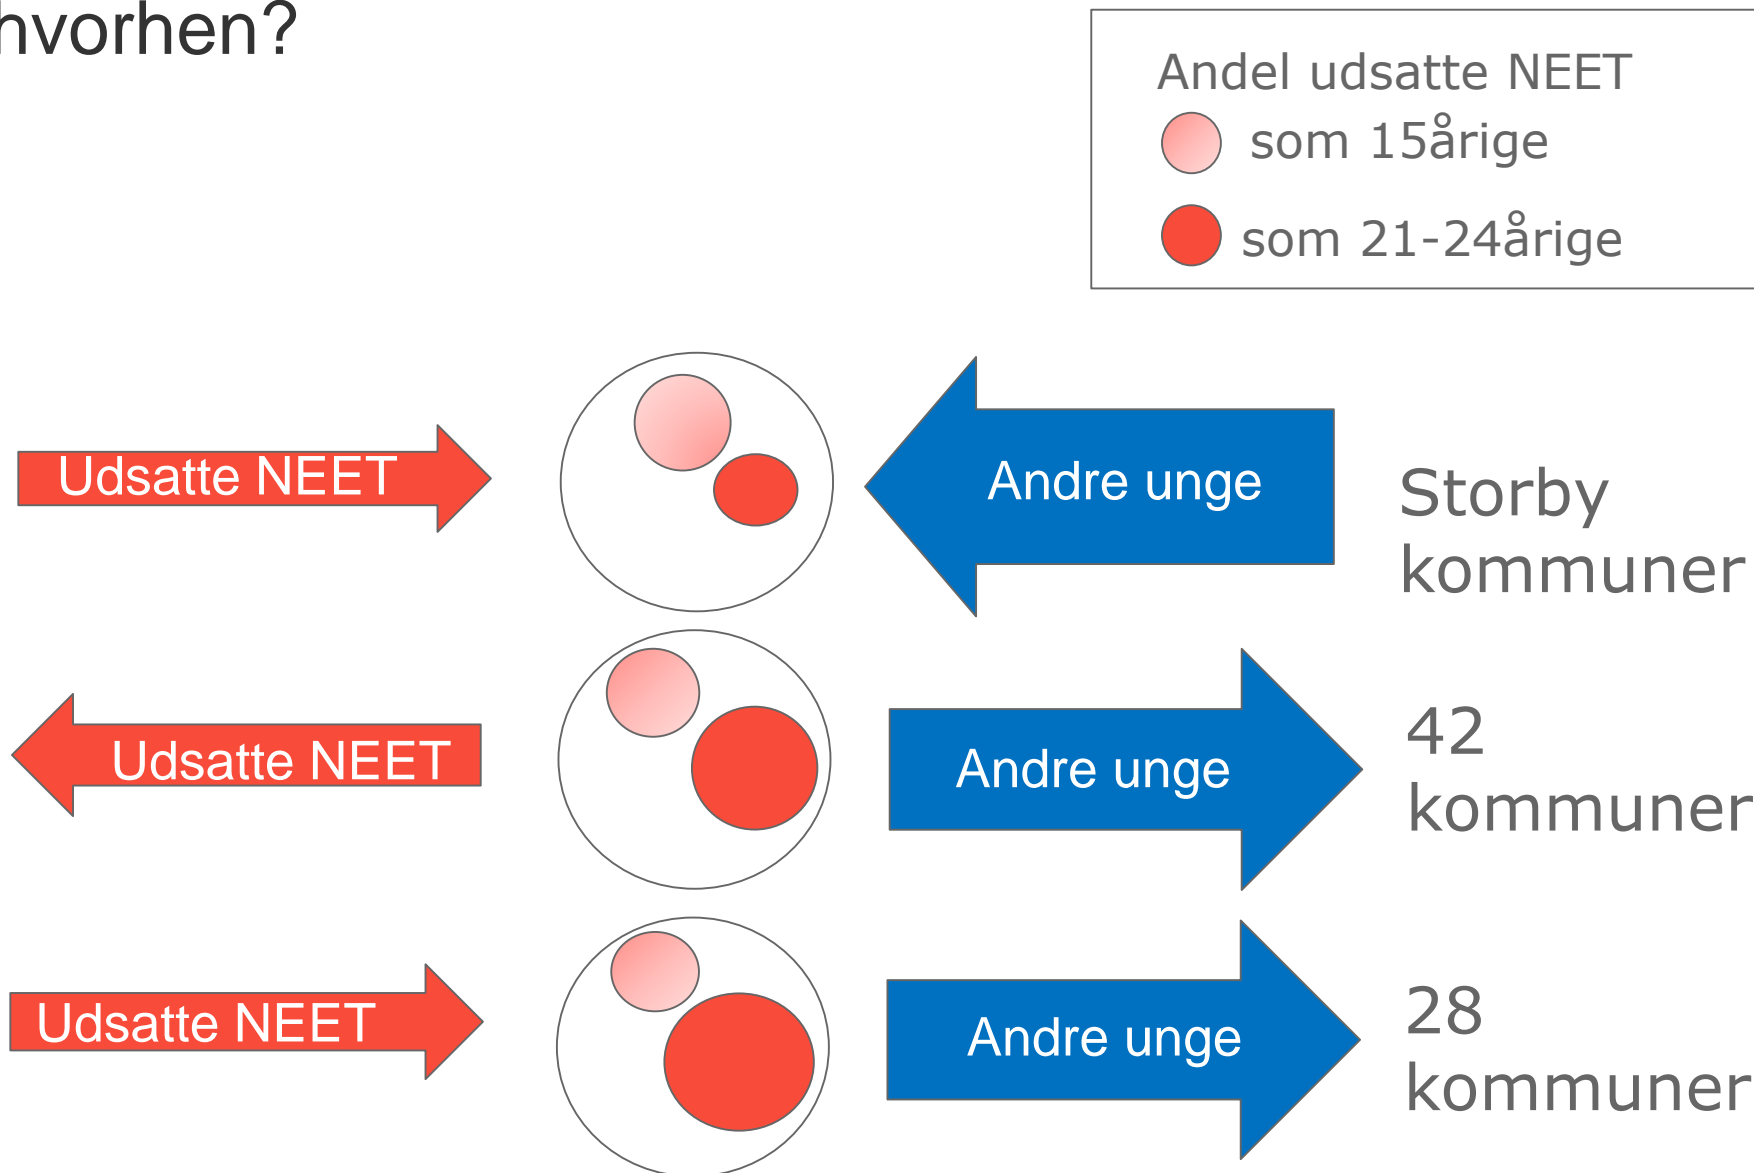 hvorhen?
Andel udsatte NEET
som 15årige
som 21-24årige
Udsatte NEET
Andre unge
Storby
kommuner
Udsatte NEET
Andre unge
42
kommuner
Udsatte NEET
Andre unge
28
kommuner